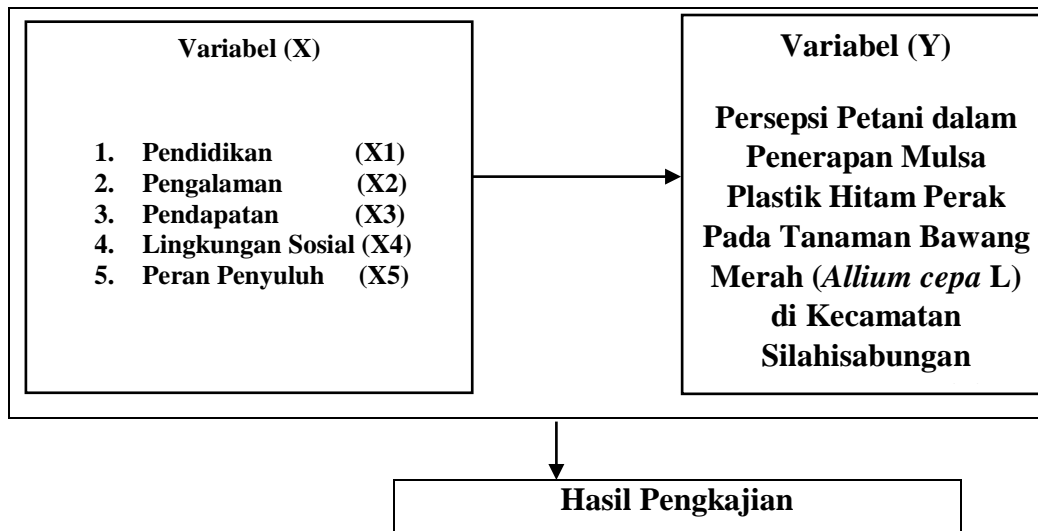 Variabel (X)
1. Pendidikan (X1)
2. Pengalaman (X2)
3. Pendapatan (X3)
4. Lingkungan Sosial (X4)
5. Peran Penyuluh (X5)
Variabel (Y)
Persepsi Petani dalam
Penerapan Mulsa
Plastik Hitam Perak
Pada Tanaman Bawang
Merah (Allium cepa L)
di Kecamatan
Silahisabungan
Hasil Pengkajian